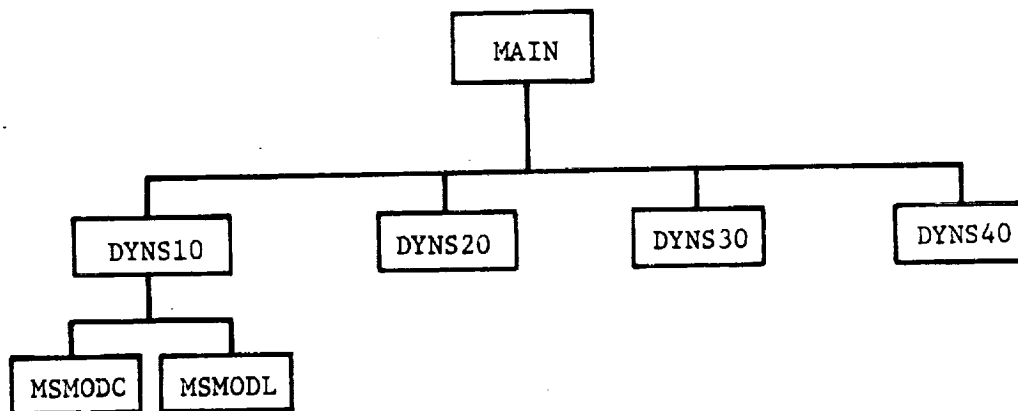 MAIN
DYNS10
DYNS20
DYNS30
DYNS40
MSMODC
MSMODL